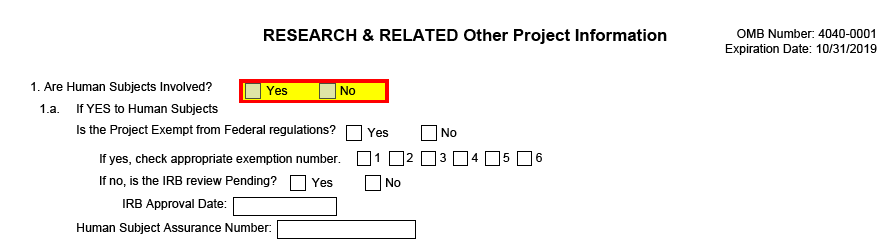 RESEARCH & RELATED Other Project Information
OMB Number: 4040-0001
Expiration Date: 10/31/2019
1. Are Human Subjects Involved? Yes No
1.a. If YES to Human Subjects
Is the Project Exempt from Federal regulations? Yes No
If yes, check appropriate exemption number. 1 2 3 4 5 6
If no, is the IRB review Pending? Yes No
IRB Approval Date:
Human Subject Assurance Number: